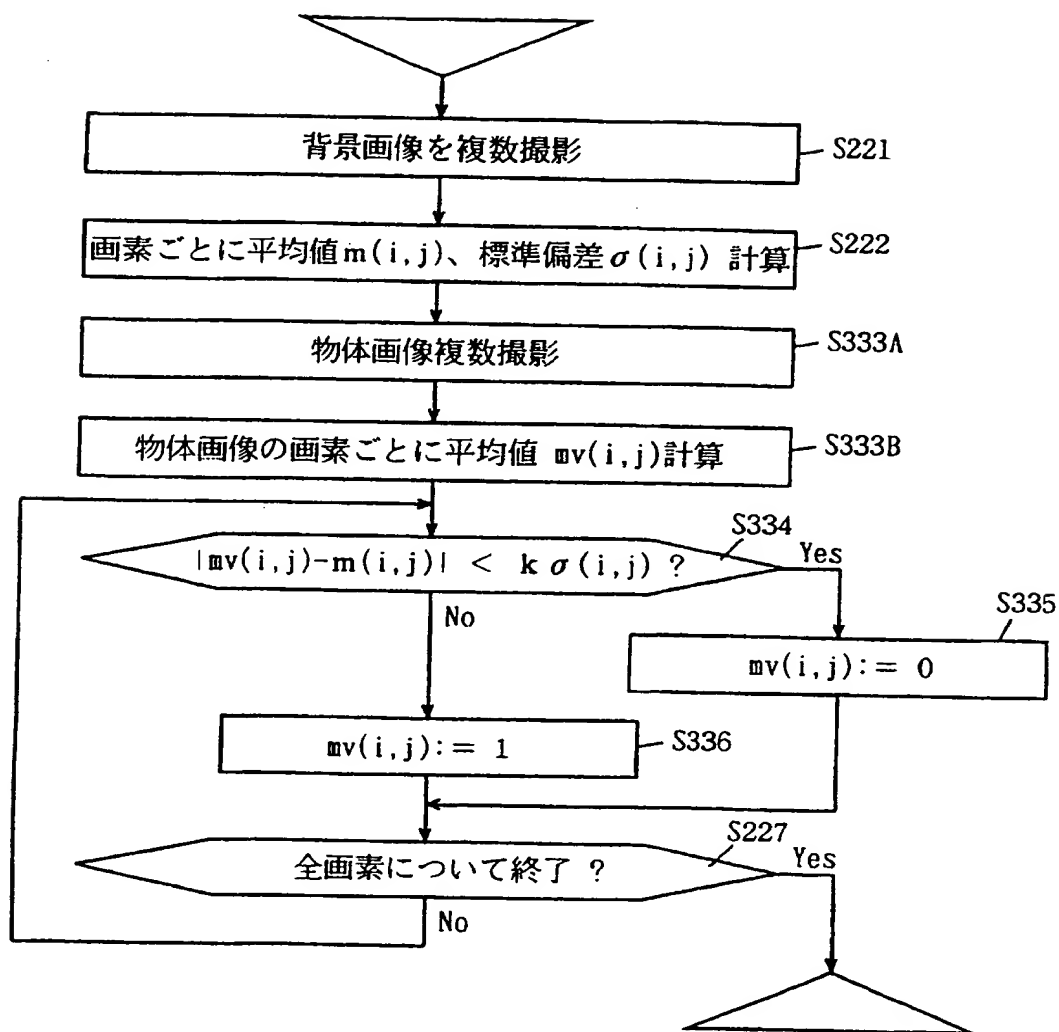 背景画像を複数撮影
S221
画素ごとに平均値m(i,j)、標準偏差σ(i,j) 計算
S222
物体画像複数撮影
S333A
物体画像の画素ごとに平均値 mv(i,j)計算
S333B
|mv(i,j)-m(i,j)| < kσ(i,j) ?
S334
Yes
No
S335
mv(i,j):= 0
mv(i,j):= 1
S336
全画素について終了 ?
S227
Yes
No